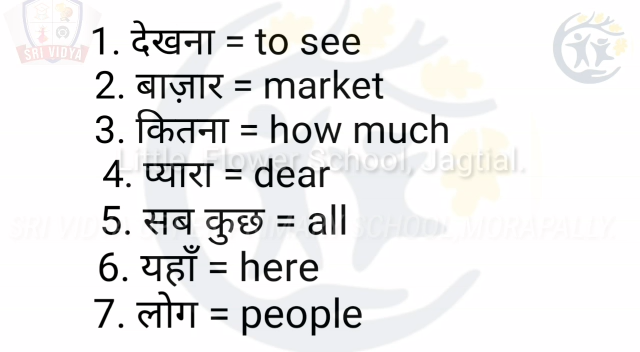 SRI VIDYA
1. देखना = to see
2. बाज़ार = market
3. कितना = how much
Little Flower School, Jagtial.
4. प्यारा = dear
5. सब कुछ = all
6. यहाँ = here
7. लोग = people